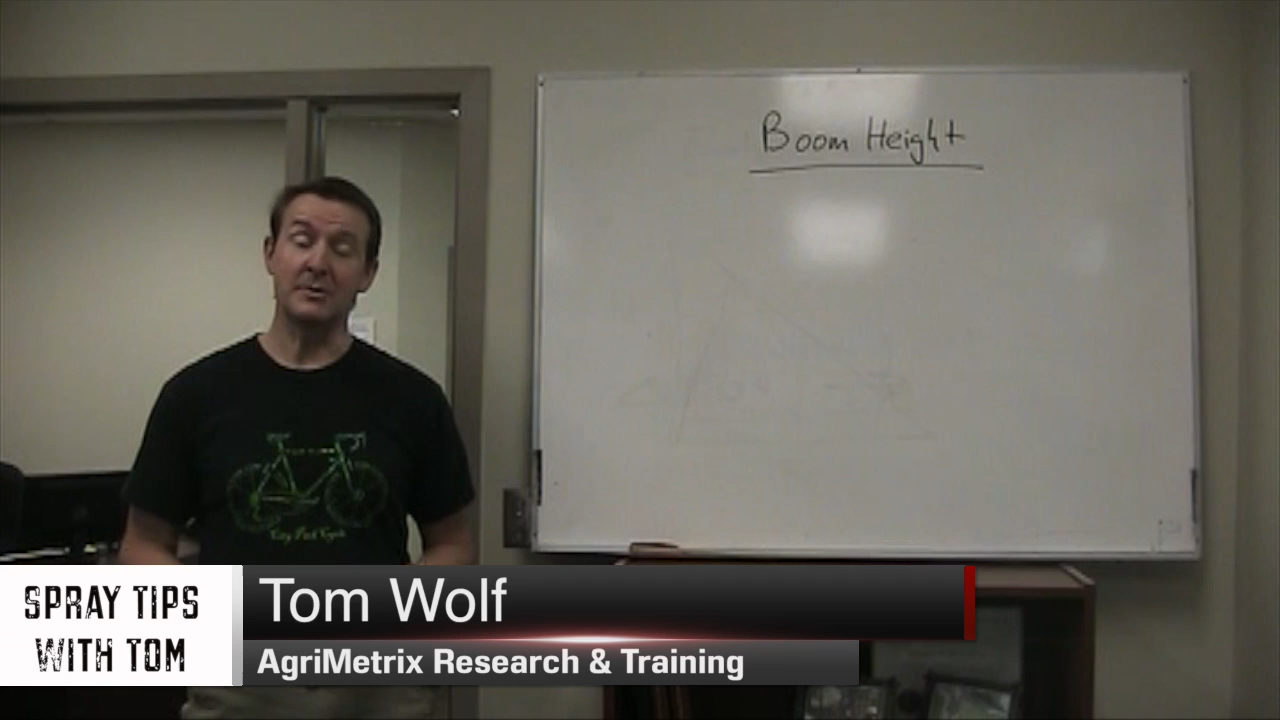 Boom Height
SPRAY TIPS
WITH TOM
Tom Wolf
AgriMetrix Research & Training